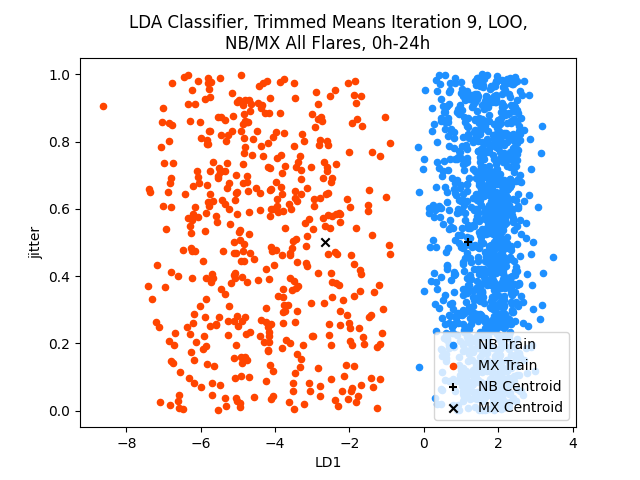 LDA Classifier, Trimmed Means Iteration 9, LOO,
NB/MX All Flares, 0h-24h
1.0
0.8
0.6
0.4
0.2
0.0
jitter
NB Train
MX Train
NB Centroid
MX Centroid
−8
−6
−4
−2
0
2
4
LD1